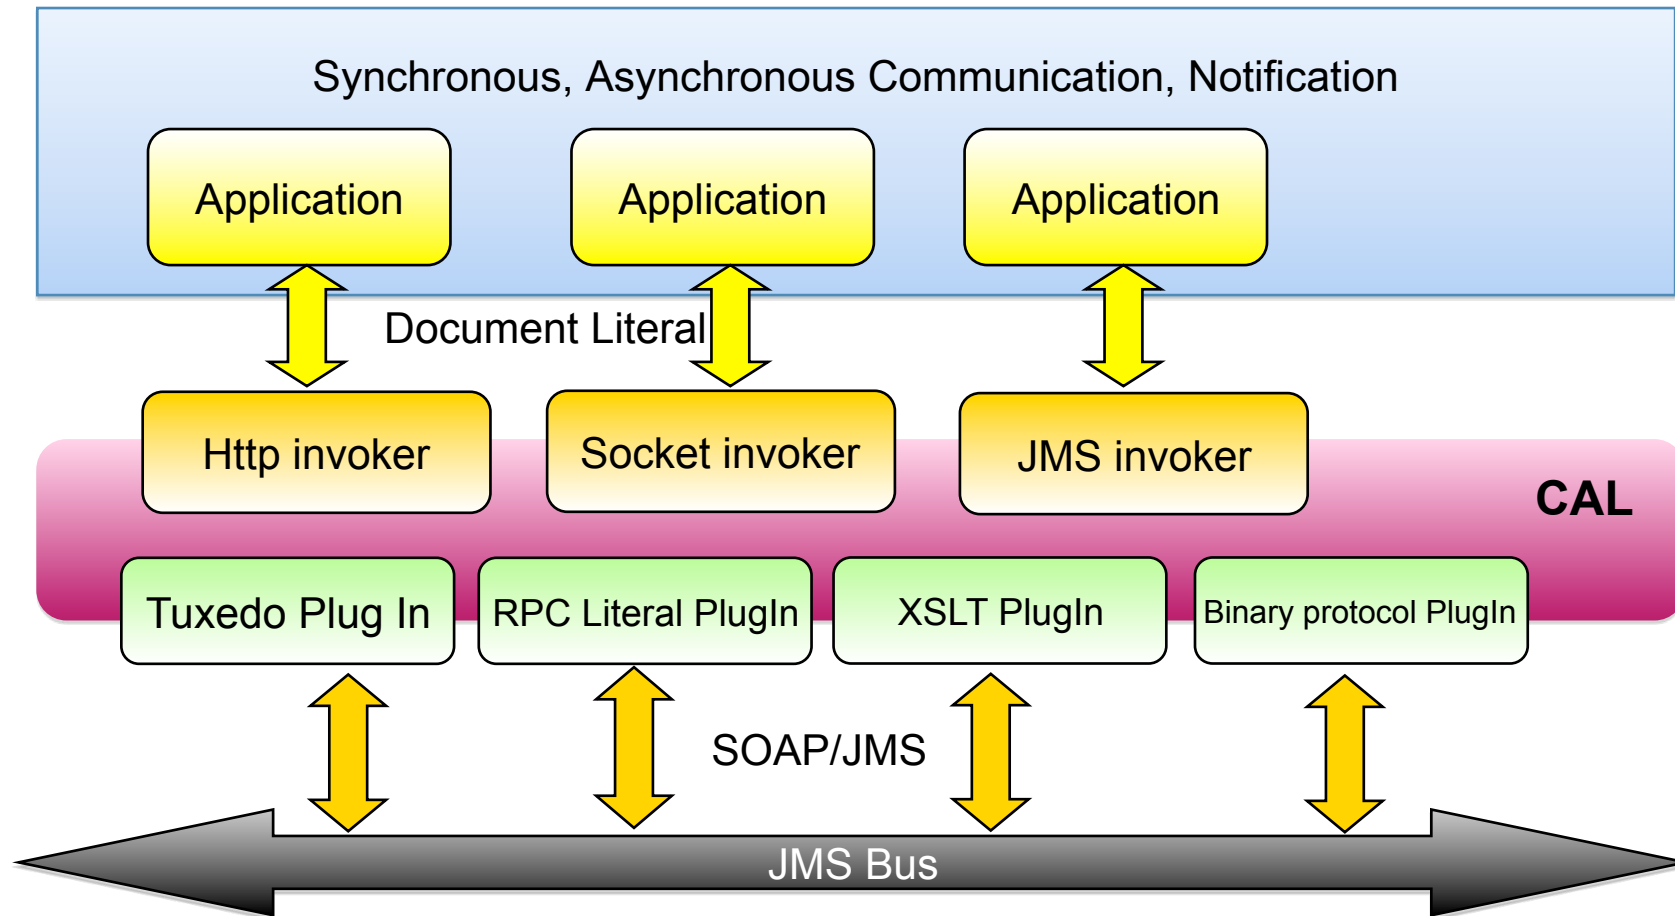 Synchronous, Asynchronous Communication, Notification
Application
Application
Application
Document Literal
Http invoker
Socket invoker
JMS invoker
CAL
Tuxedo Plug In
RPC Literal PlugIn
XSLT PlugIn
Binary protocol PlugIn
SOAP/JMS
JMS Bus